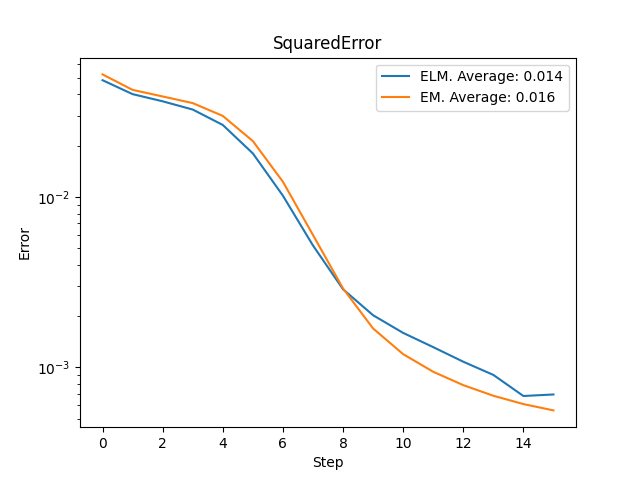 SquaredError
ELM. Average: 0.014
EM. Average: 0.016
Error
10⁻²
10⁻³
0 2 4 6 8 10 12 14
Step